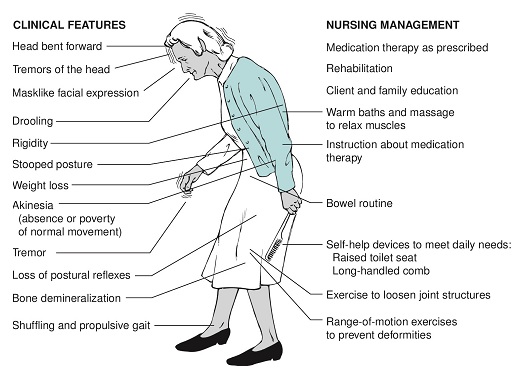 CLINICAL FEATURES
Head bent forward
Tremors of the head
Masklike facial expression
Drooling
Rigidity
Stooped posture
Weight loss
Akinesia
(absence or poverty
of normal movement)
Tremor
Loss of postural reflexes
Bone demineralization
Shuffling and propulsive gait
NURSING MANAGEMENT
Medication therapy as prescribed
Rehabilitation
Client and family education
Warm baths and massage
to relax muscles
Instruction about medication
therapy
Bowel routine
Self-help devices to meet daily needs:
Raised toilet seat
Long-handled comb
Exercise to loosen joint structures
Range-of-motion exercises
to prevent deformities